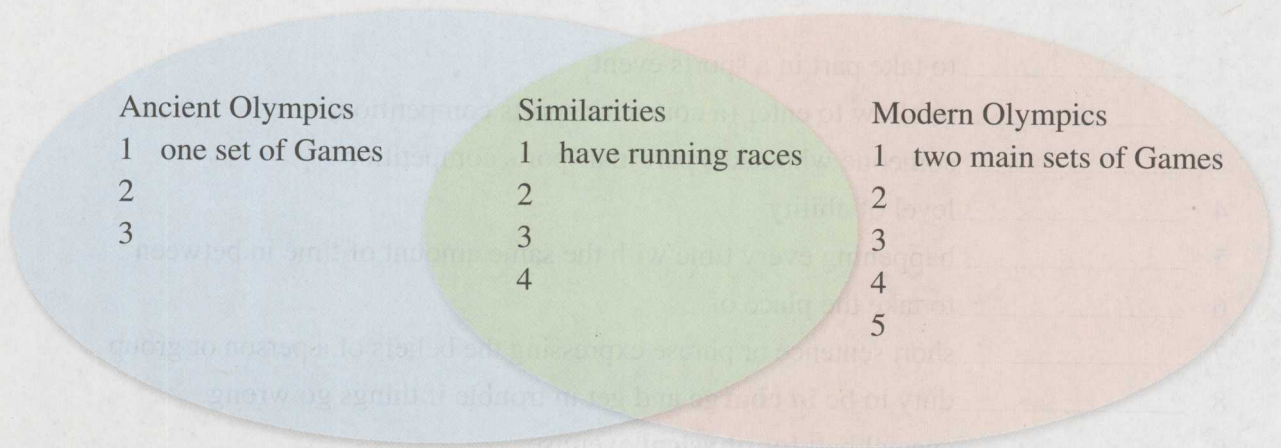 Ancient Olympics
1 one set of Games
2
3
Similarities
1 have running races
2
3
4
Modern Olympics
1 two main sets of Games
2
3
4
5